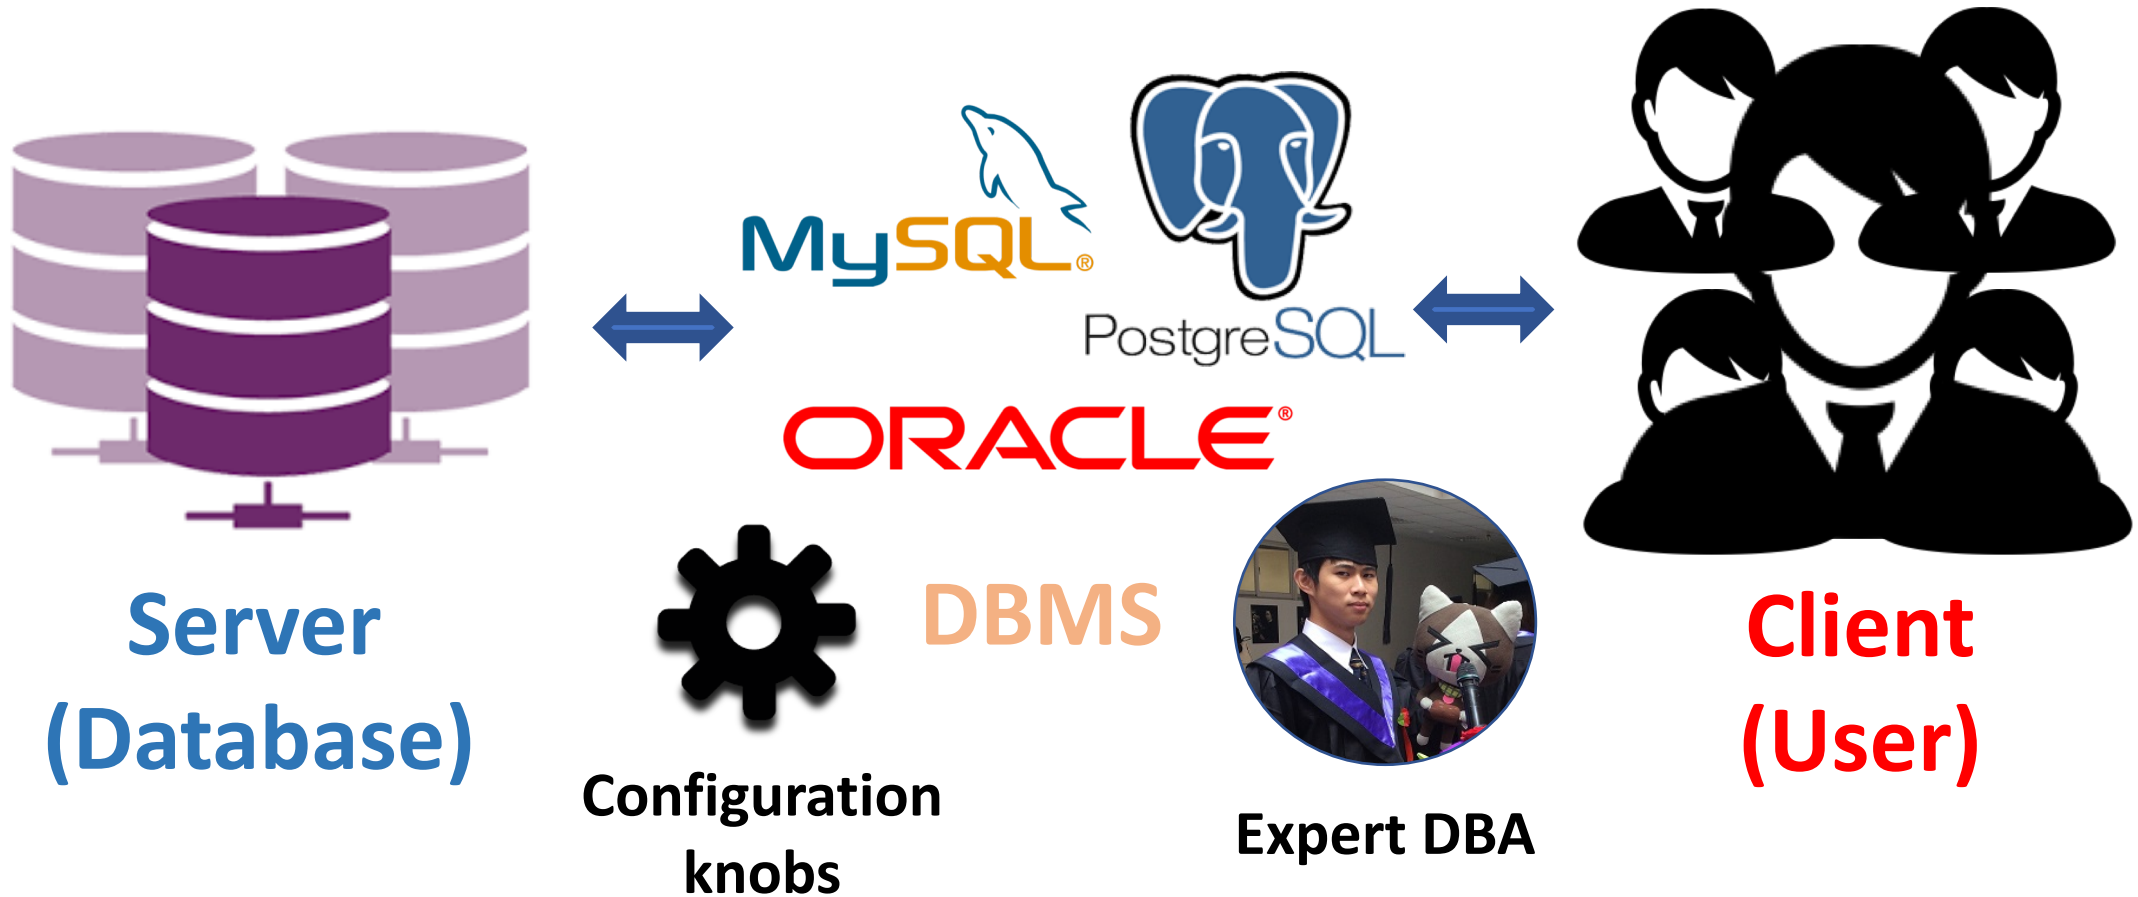 MySQL®
PostgreSQL
ORACLE®
DBMS
Server
(Database)
Configuration
knobs
Expert DBA
Client
(User)